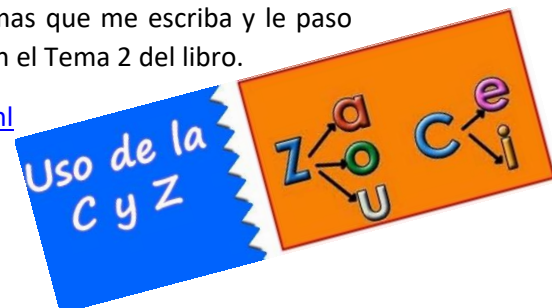 mas que me escriba y le paso
el Tema 2 del libro.
Uso de la
C y Z
Z a o u C e i